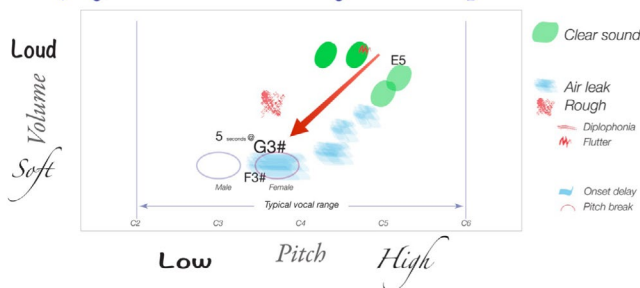 Loud
Volume
Soft
E5
5 seconds @
G3#
F3#
Male
Female
Typical vocal range
C2
C3
C4
C5
C6
Low
Pitch
High
Clear sound
Air leak
Rough
Diplophonia
Flutter
Onset delay
Pitch break